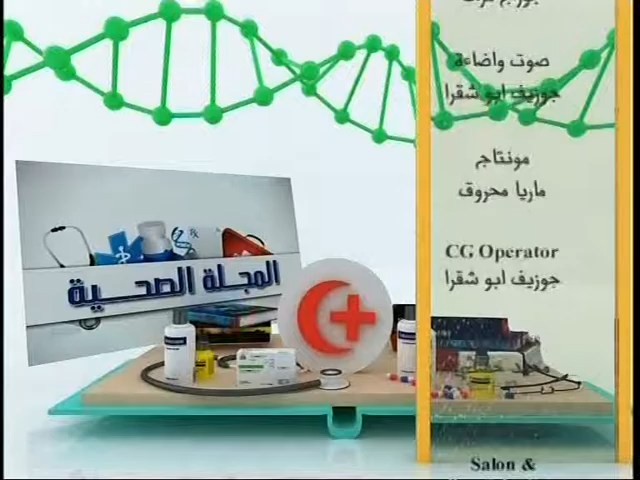 صوت واضاءة
جوزيف ابو شقرا
مونتاج
ماريا محروق
CG Operator
جوزيف ابو شقرا
Salon &
المجلة الصحية